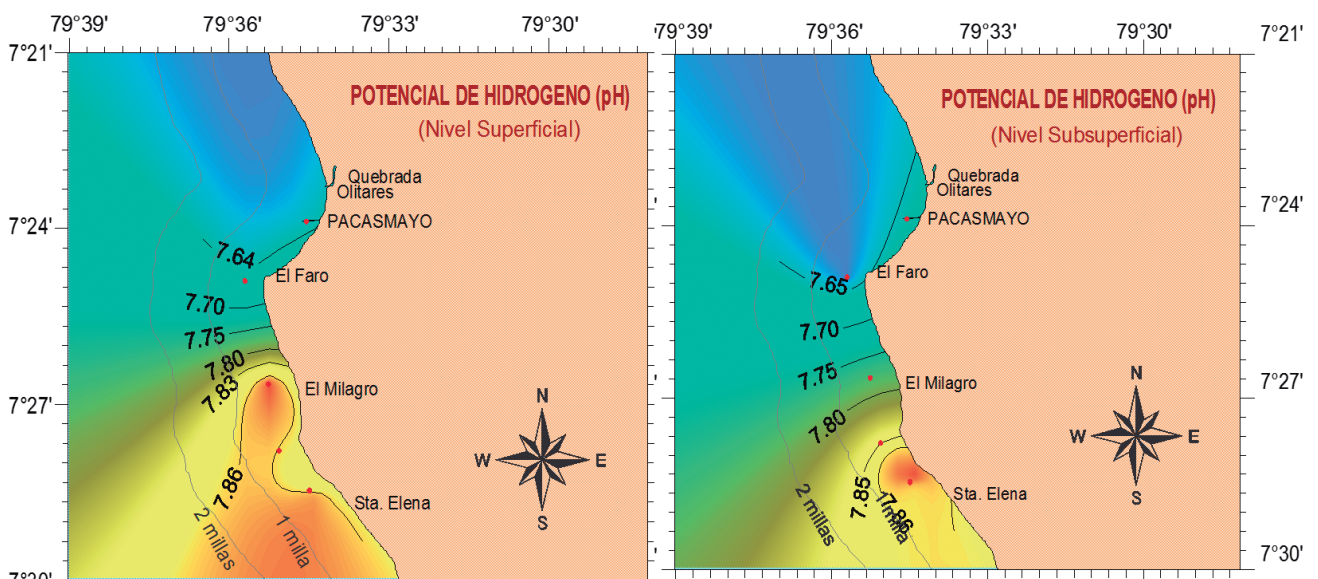 79°39' 79°36' 79°33' 79°30'
7°21'
7°24'
7°27'
POTENCIAL DE HIDROGENO (pH)
(Nivel Superficial)
Quebrada
Olitares
PACASMAYO
7.64
El Faro
7.70
7.75
7.80
7.83
El Milagro
7.86
Sta. Elena
2 millas
1 milla
N
W E
S
79°39' 79°36' 79°33' 79°30'
7°21'
7°24'
7°27'
7°30'
POTENCIAL DE HIDROGENO (pH)
(Nivel Subsuperficial)
Quebrada
Olitares
PACASMAYO
El Faro
7.65
7.70
7.75
El Milagro
7.80
7.85
7.86
Sta. Elena
2 millas
1 milla
N
W E
S